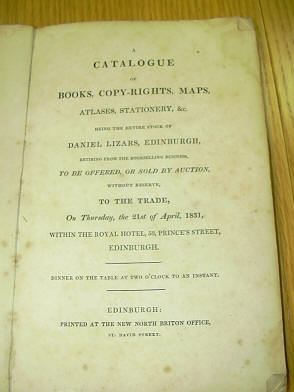 A
CATALOGUE
OF
BOOKS, COPY-RIGHTS, MAPS,
ATLASES, STATIONERY, &c.
BEING THE ENTIRE STOCK OF
DANIEL LIZARS, EDINBURGH,
RETIRING FROM THE BOOKSELLING BUSINESS,
TO BE OFFERED, OR SOLD BY AUCTION,
WITHOUT RESERVE,
TO THE TRADE,
On Thursday, the 21st of April, 1831,
WITHIN THE ROYAL HOTEL, 53, PRINCE'S STREET,
EDINBURGH.
DINNER ON THE TABLE AT TWO O'CLOCK TO AN INSTANT.
EDINBURGH:
PRINTED AT THE NEW NORTH BRITON OFFICE,
ST. DAVID STREET.